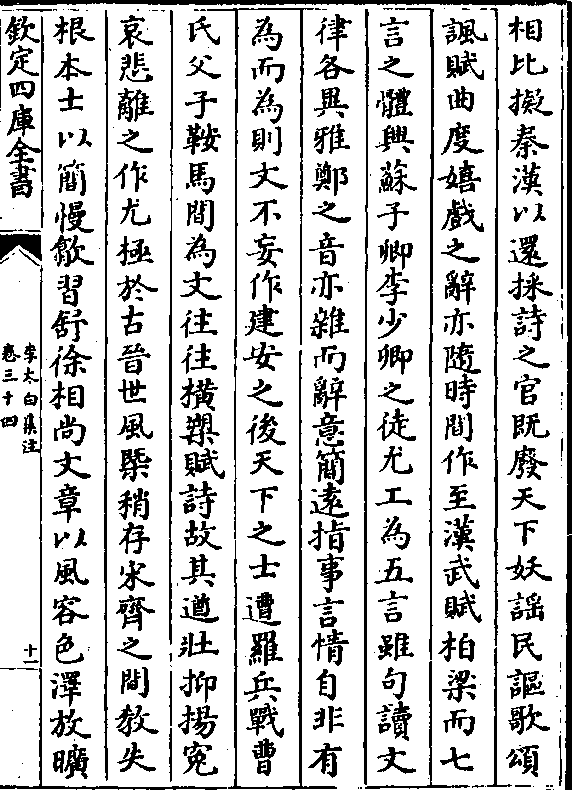 相比擬秦漢以還採詩之官既廢天下妖謡民謳歌頌
諷賦曲度嬉戲之辭亦隨時間作至漢武賦柏梁而七
言之體興蘇子卿李少卿之徒尤工為五言雖句讀文
律各異雅鄭之音亦雜而辭意簡逺指事言情自非有
為而為則文不妄作建安之後天下之士遭羅兵戰曹
氏父子鞍馬間為文往往横槊賦詩故其遒壯抑揚寃
哀悲離之作尤極於古晉世風槩稍存宋齊之間敎失
根本士以簡慢歙習舒徐相尚文章以風容色澤放曠
欽定四庫全書
李太白集注
卷三十四
十一